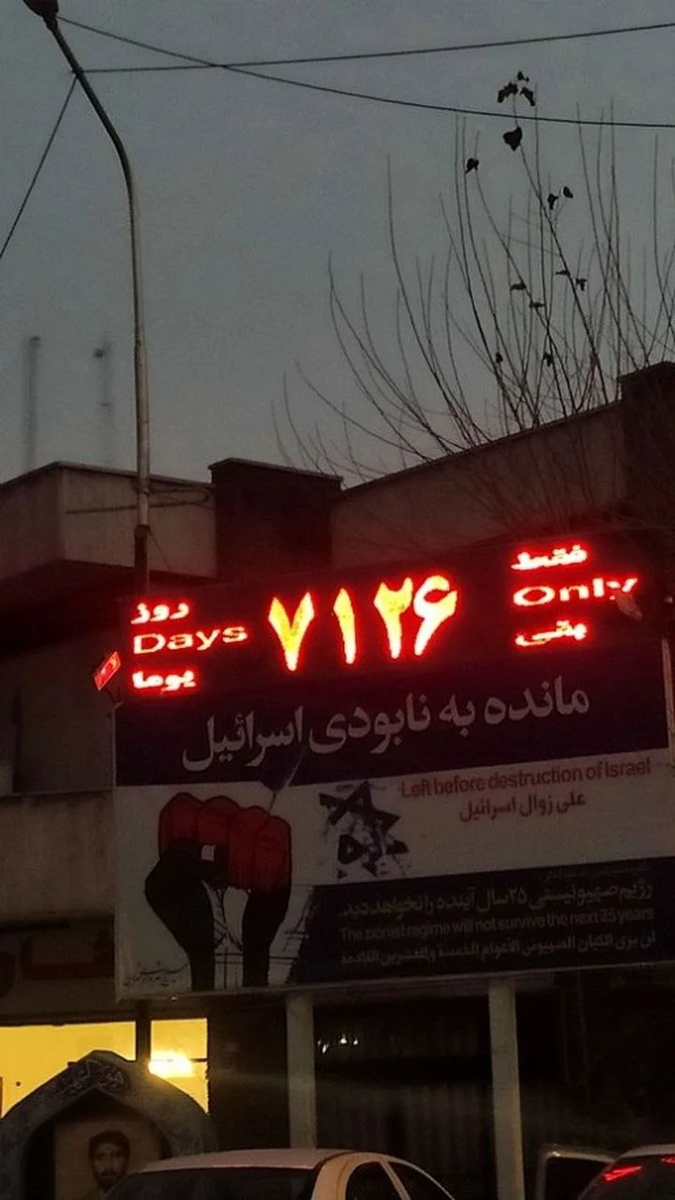 فقط
Only
بقی
۷۱۲۶
روز
Days
یوما
مانده به نابودی اسرائیل
Left before destruction of Israel
علی زوال اسرائیل
رژیم صهیونیستی ۲۵ سال آینده را نخواهد دید.
The zionist regime will not survive the next 25 years
لن یری الکیان الصهیونی الاعوام الخمسة والعشرین القادمة